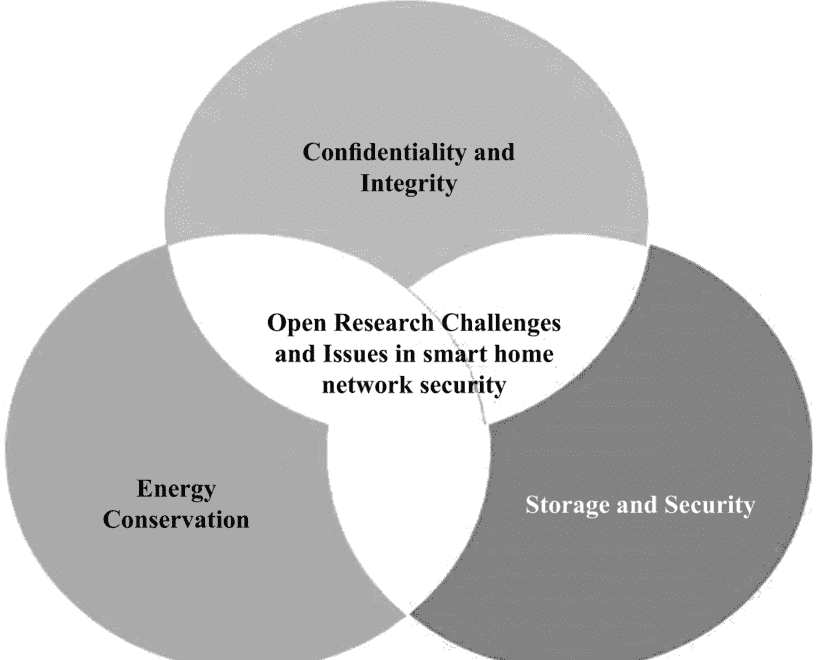 Confidentiality and
Integrity
Open Research Challenges
and Issues in smart home
network security
Energy
Conservation
Storage and Security